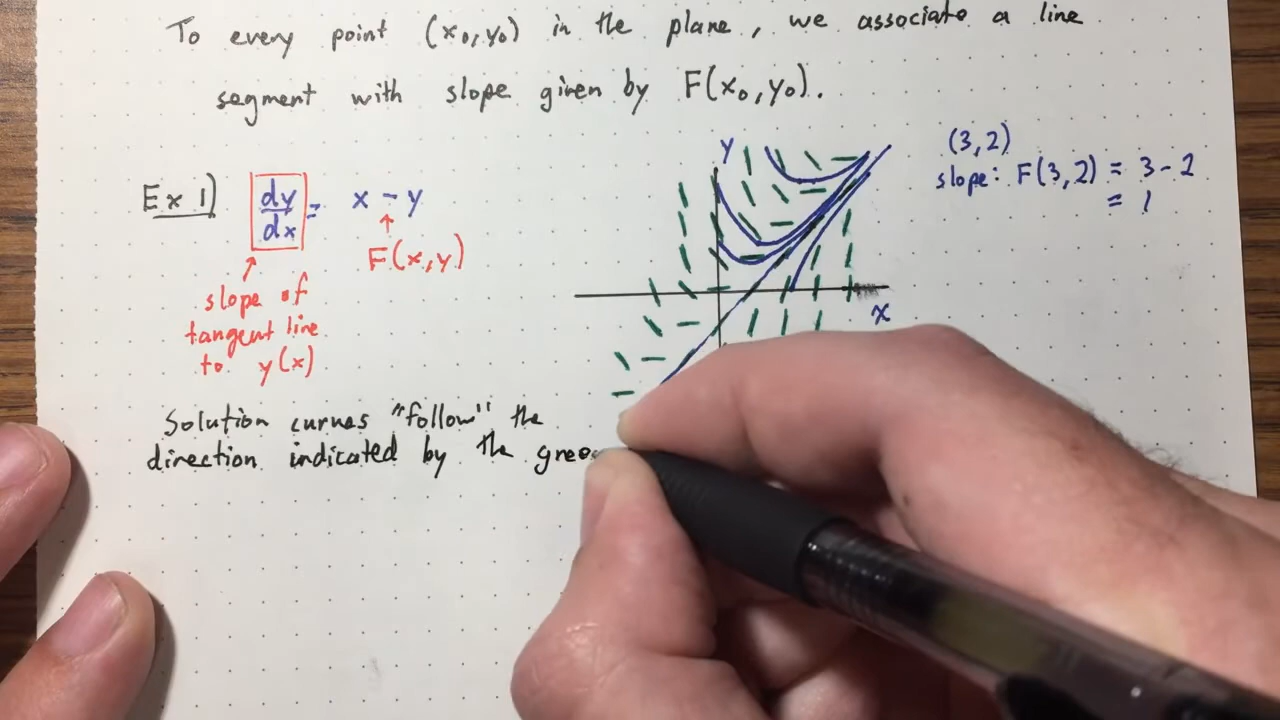 To every point (x₀,y₀) in the plane, we associate a line
segment with slope given by F(x₀,y₀).
(3,2)
slope: F(3,2) = 3-2
= 1
Ex 1) dy/dx = x - y
↑
F(x,y)
slope of
tangent line
to y(x)
y
x
Solution curves "follow" the
direction indicated by the